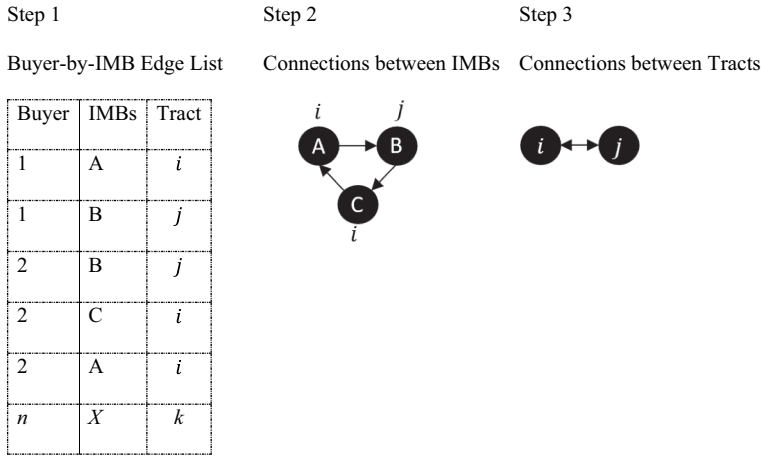 Step 1 Step 2 Step 3
Buyer-by-IMB Edge List Connections between IMBs Connections between Tracts
Buyer IMBs Tract
1 A i
1 B j
2 B j
2 C i
2 A i
n X k
i j
A B
C
i
i j